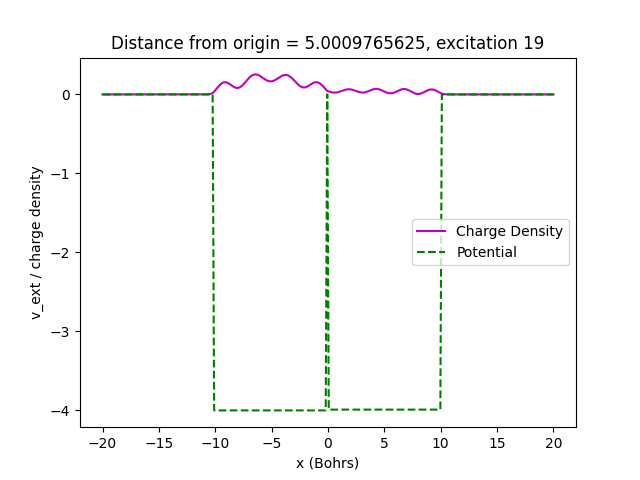 Distance from origin = 5.0009765625, excitation 19
v_ext / charge density
0
−1
−2
−3
−4
Charge Density
Potential
−20
−15
−10
−5
0
5
10
15
20
x (Bohrs)